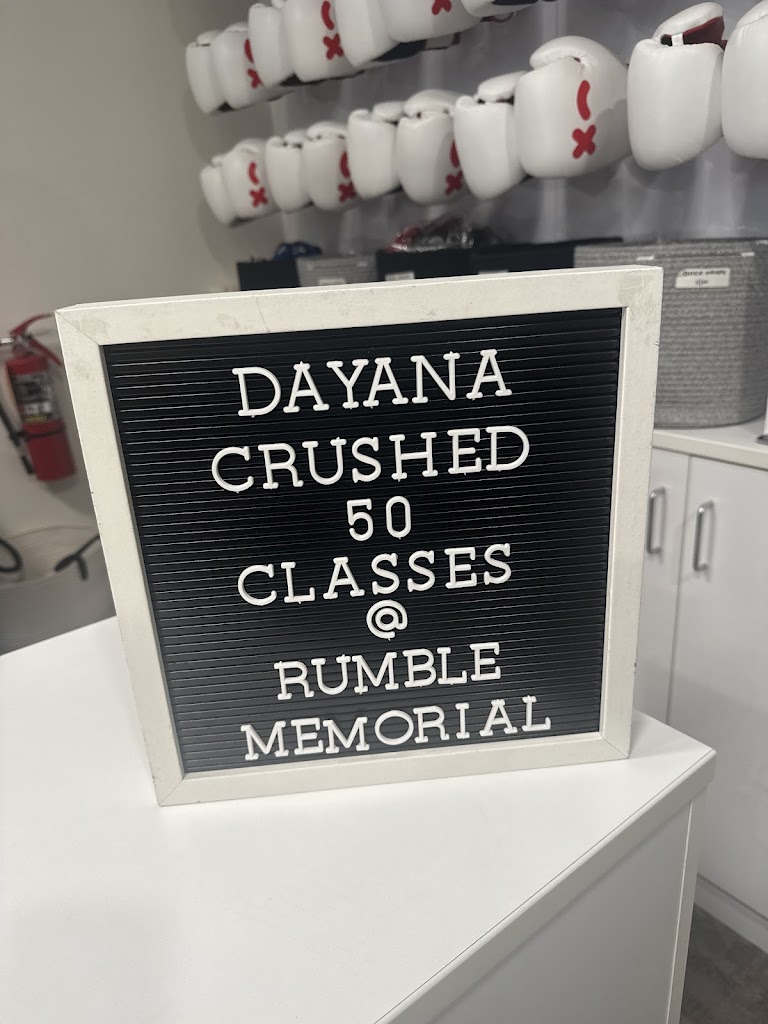 DAYANA
CRUSHED
50
CLASSES
@
RUMBLE
MEMORIAL